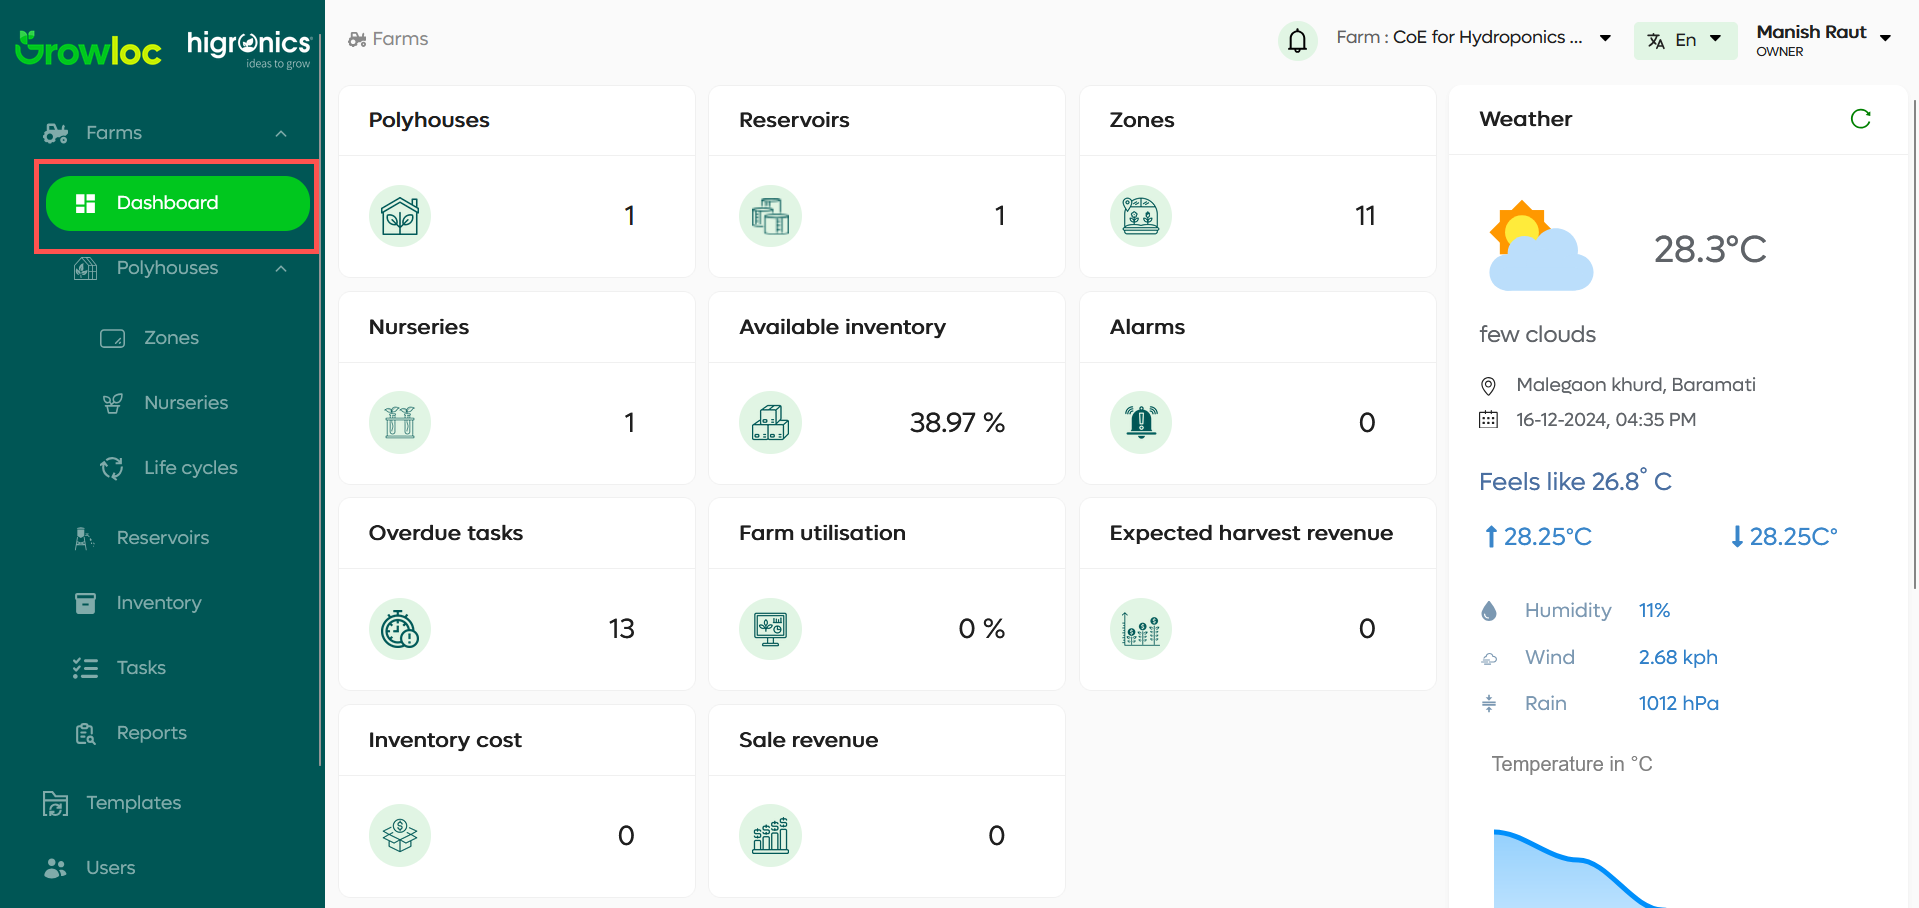 Growloc
higronics
ideas to grow
Farms
Dashboard
Polyhouses
Zones
Nurseries
Life cycles
Reservoirs
Inventory
Tasks
Reports
Templates
Users
Farms
Farm : CoE for Hydroponics ...
En
Manish Raut
OWNER
Polyhouses
1
Reservoirs
1
Zones
11
Nurseries
1
Available inventory
38.97 %
Alarms
0
Overdue tasks
13
Farm utilisation
0 %
Expected harvest revenue
0
Inventory cost
0
Sale revenue
0
Weather
28.3°C
few clouds
Malegaon khurd, Baramati
16-12-2024, 04:35 PM
Feels like 26.8° C
28.25°C
28.25C°
Humidity 11%
Wind 2.68 kph
Rain 1012 hPa
Temperature in °C